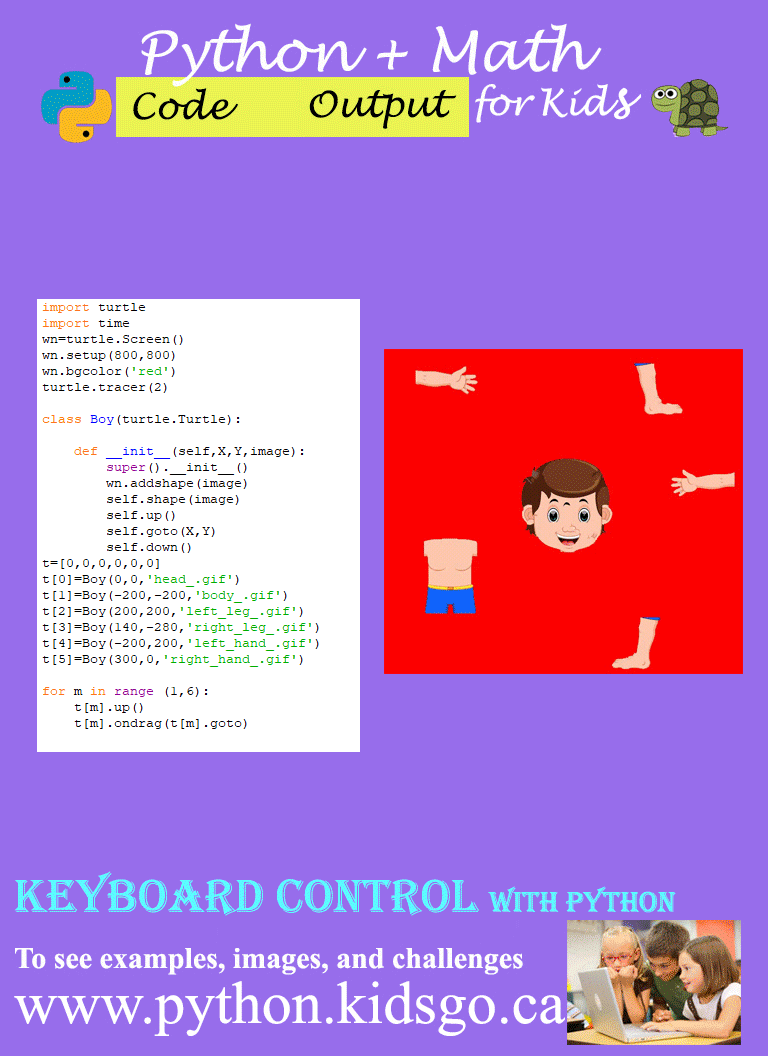 Python + Math
Code Output for Kids
import turtle
import time
wn=turtle.Screen()
wn.setup(800,800)
wn.bgcolor('red')
turtle.tracer(2)
class Boy(turtle.Turtle):
    def __init__(self,X,Y,image):
        super().__init__()
        wn.addshape(image)
        self.shape(image)
        self.up()
        self.goto(X,Y)
        self.down()
t=[0,0,0,0,0,0]
t[0]=Boy(0,0,'head_.gif')
t[1]=Boy(-200,-200,'body_.gif')
t[2]=Boy(200,200,'left_leg_.gif')
t[3]=Boy(140,-280,'right_leg_.gif')
t[4]=Boy(-200,200,'left_hand_.gif')
t[5]=Boy(300,0,'right_hand_.gif')
for m in range (1,6):
    t[m].up()
    t[m].ondrag(t[m].goto)
KEYBOARD CONTROL WITH PYTHON
To see examples, images, and challenges
www.python.kidsgo.ca